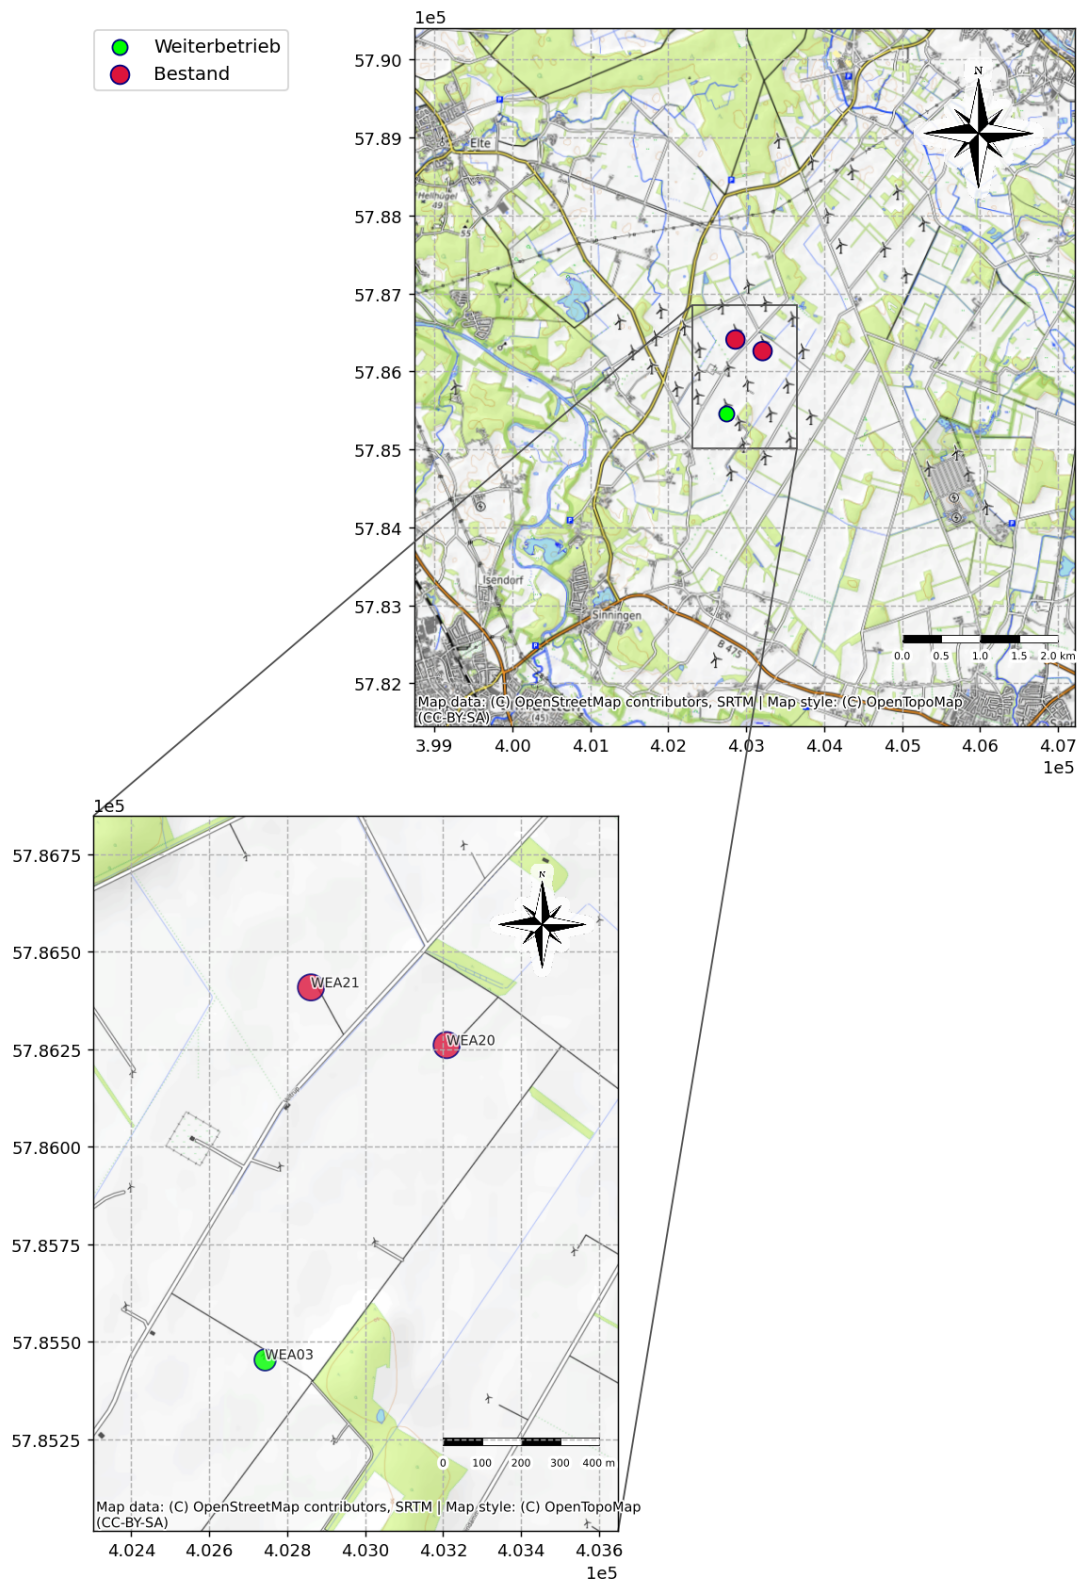 Weiterbetrieb
Bestand
1e5
57.90
57.89
57.88
57.87
57.86
57.85
57.84
57.83
57.82
N
Elte
Hellhügel
49
55
Isendorf
Sinningen
B 475
(45)
0.0 0.5 1.0 1.5 2.0 km
Map data: (C) OpenStreetMap contributors, SRTM | Map style: (C) OpenTopoMap
(CC-BY-SA)
3.99 4.00 4.01 4.02 4.03 4.04 4.05 4.06 4.07
1e5
1e5
57.8675
57.8650
57.8625
57.8600
57.8575
57.8550
57.8525
N
WEA21
WEA20
WEA03
0 100 200 300 400 m
Map data: (C) OpenStreetMap contributors, SRTM | Map style: (C) OpenTopoMap
(CC-BY-SA)
4.024 4.026 4.028 4.030 4.032 4.034 4.036
1e5